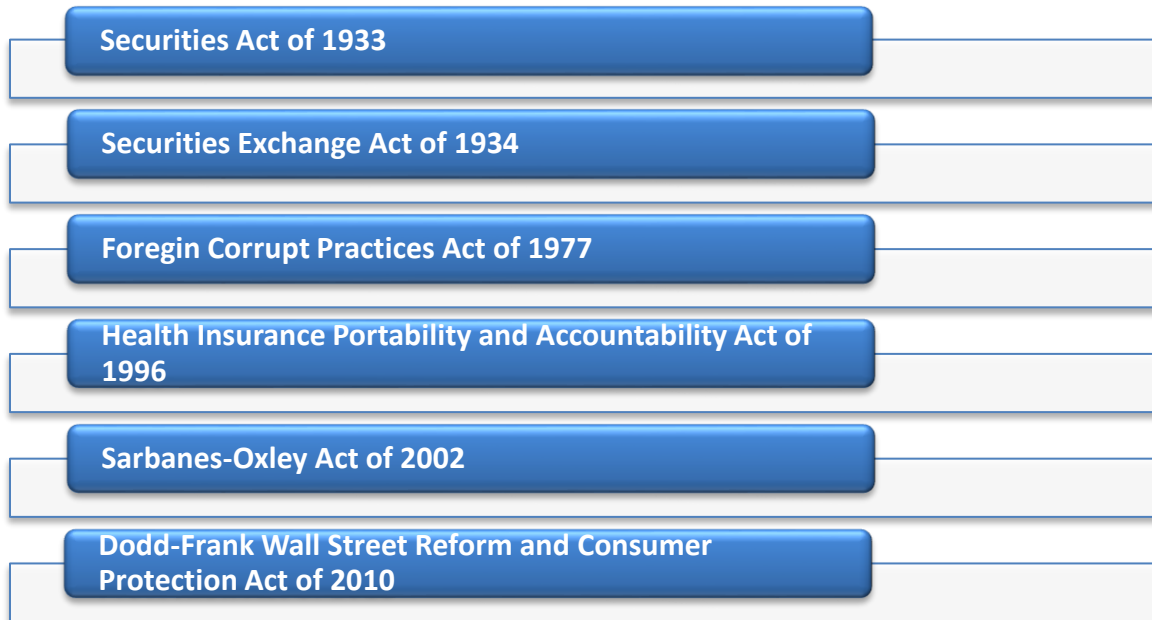 Securities Act of 1933
Securities Exchange Act of 1934
Foregin Corrupt Practices Act of 1977
Health Insurance Portability and Accountability Act of
1996
Sarbanes-Oxley Act of 2002
Dodd-Frank Wall Street Reform and Consumer
Protection Act of 2010